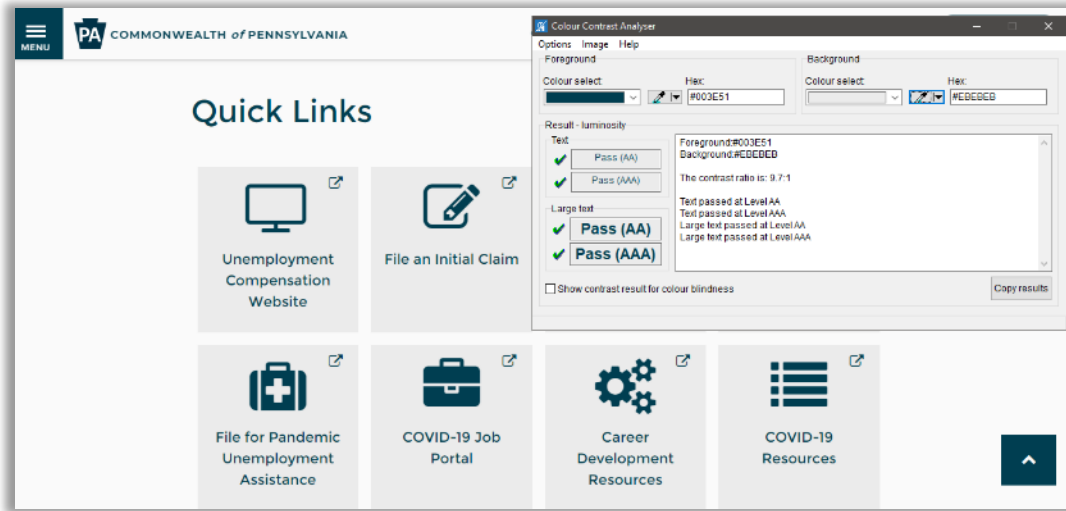 MENU
PA
COMMONWEALTH of PENNSYLVANIA
Quick Links
Unemployment
Compensation
Website
File an Initial Claim
File for Pandemic
Unemployment
Assistance
COVID-19 Job
Portal
Career
Development
Resources
COVID-19
Resources
Colour Contrast Analyser
Options Image Help
Foreground
Colour select:
Hex:
#003E51
Background
Colour select:
Hex:
#EBEBEB
Result - luminosity
Text
Pass (AA)
Pass (AAA)
Large text
Pass (AA)
Pass (AAA)
Foreground:#003E51
Background:#EBEBEB
The contrast ratio is: 9.7:1
Text passed at Level AA
Text passed at Level AAA
Large text passed at Level AA
Large text passed at Level AAA
Show contrast result for colour blindness
Copy results